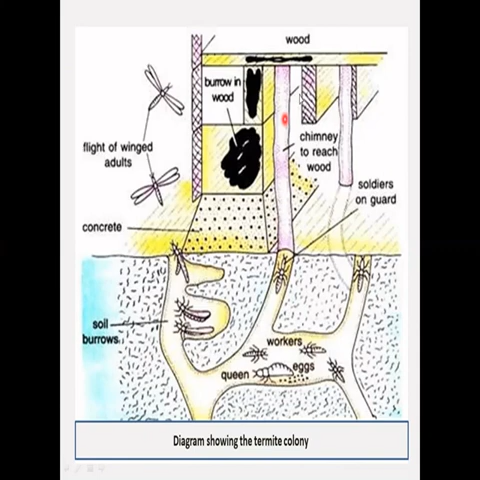 wood
burrow in
wood
flight of winged
adults
chimney
to reach
wood
soldiers
on guard
concrete
soil
burrows
workers
queen
eggs
Diagram showing the termite colony